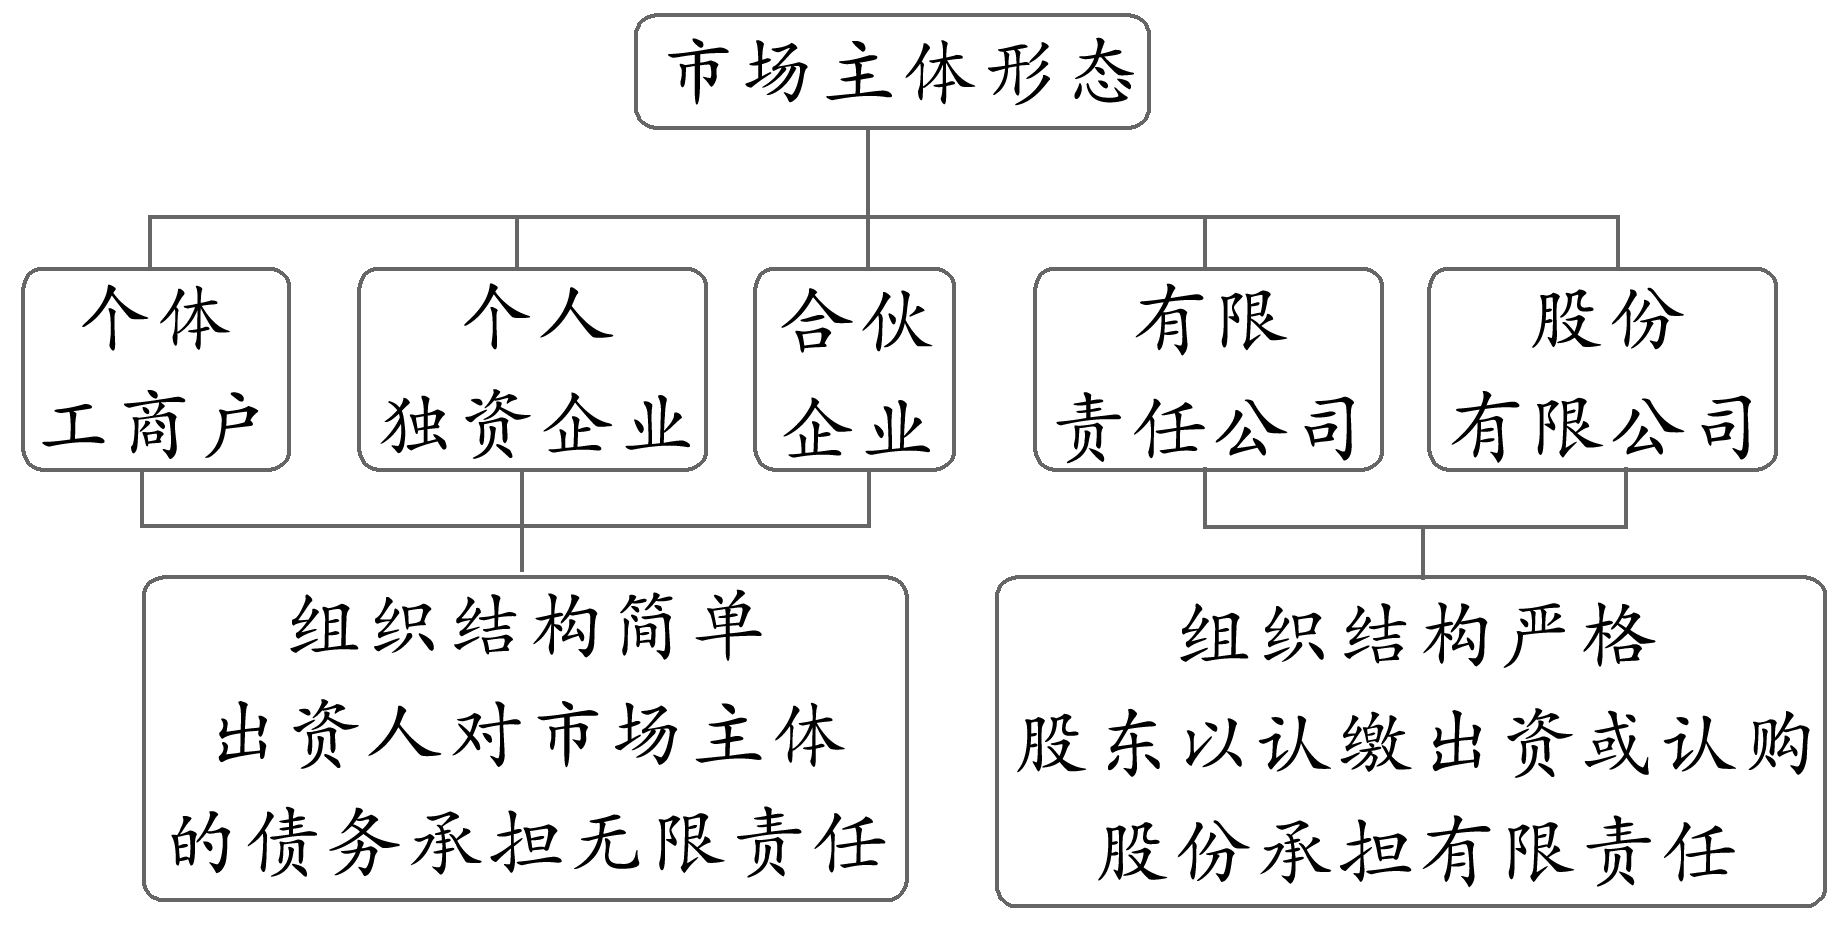 市场主体形态
个体
工商户
个人
独资企业
合伙
企业
有限
责任公司
股份
有限公司
组织结构简单
出资人对市场主体
的债务承担无限责任
组织结构严格
股东以认缴出资或认购
股份承担有限责任